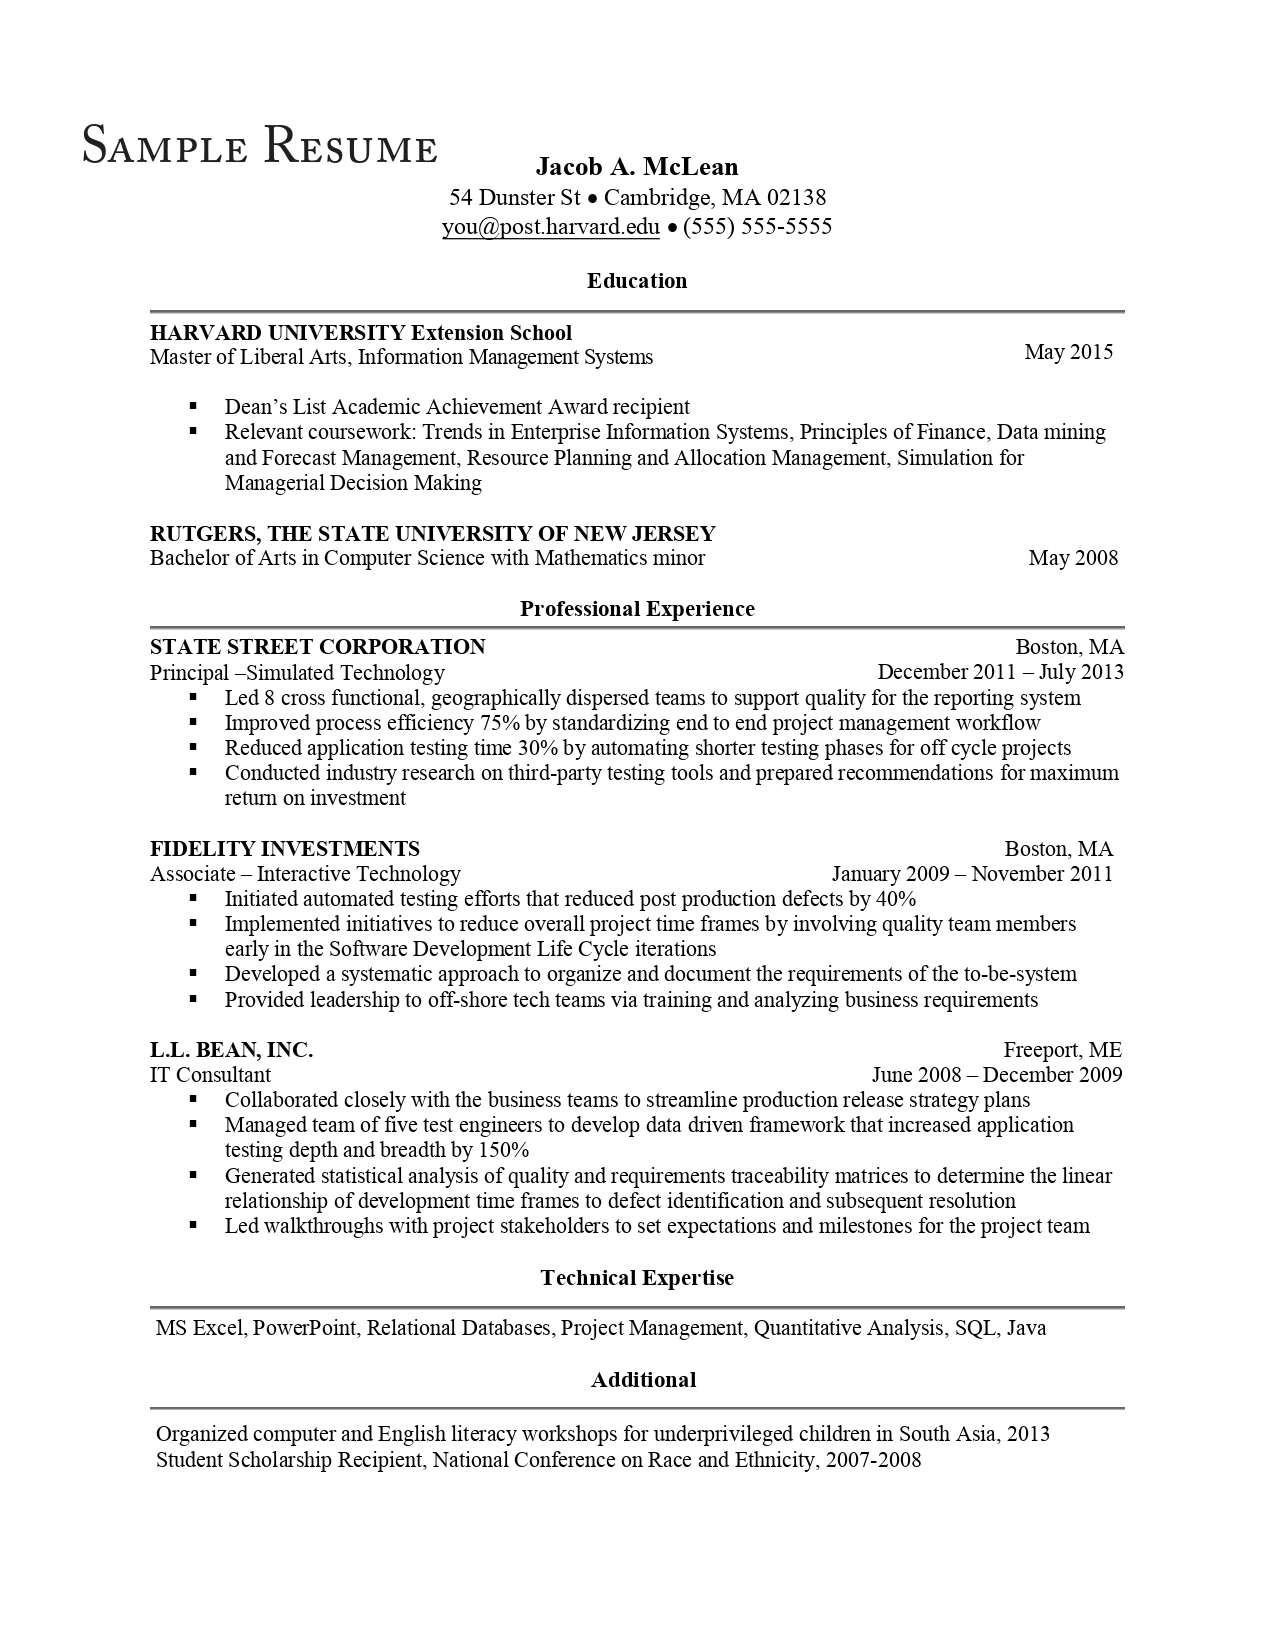 SAMPLE RESUME
Jacob A. McLean
54 Dunster St ● Cambridge, MA 02138
you@post.harvard.edu ● (555) 555-5555
Education
HARVARD UNIVERSITY Extension School
Master of Liberal Arts, Information Management Systems May 2015
▪ Dean’s List Academic Achievement Award recipient
▪ Relevant coursework: Trends in Enterprise Information Systems, Principles of Finance, Data mining
and Forecast Management, Resource Planning and Allocation Management, Simulation for
Managerial Decision Making
RUTGERS, THE STATE UNIVERSITY OF NEW JERSEY
Bachelor of Arts in Computer Science with Mathematics minor May 2008
Professional Experience
STATE STREET CORPORATION Boston, MA
Principal –Simulated Technology December 2011 – July 2013
▪ Led 8 cross functional, geographically dispersed teams to support quality for the reporting system
▪ Improved process efficiency 75% by standardizing end to end project management workflow
▪ Reduced application testing time 30% by automating shorter testing phases for off cycle projects
▪ Conducted industry research on third-party testing tools and prepared recommendations for maximum
return on investment
FIDELITY INVESTMENTS Boston, MA
Associate – Interactive Technology January 2009 – November 2011
▪ Initiated automated testing efforts that reduced post production defects by 40%
▪ Implemented initiatives to reduce overall project time frames by involving quality team members
early in the Software Development Life Cycle iterations
▪ Developed a systematic approach to organize and document the requirements of the to-be-system
▪ Provided leadership to off-shore tech teams via training and analyzing business requirements
L.L. BEAN, INC. Freeport, ME
IT Consultant June 2008 – December 2009
▪ Collaborated closely with the business teams to streamline production release strategy plans
▪ Managed team of five test engineers to develop data driven framework that increased application
testing depth and breadth by 150%
▪ Generated statistical analysis of quality and requirements traceability matrices to determine the linear
relationship of development time frames to defect identification and subsequent resolution
▪ Led walkthroughs with project stakeholders to set expectations and milestones for the project team
Technical Expertise
MS Excel, PowerPoint, Relational Databases, Project Management, Quantitative Analysis, SQL, Java
Additional
Organized computer and English literacy workshops for underprivileged children in South Asia, 2013
Student Scholarship Recipient, National Conference on Race and Ethnicity, 2007-2008